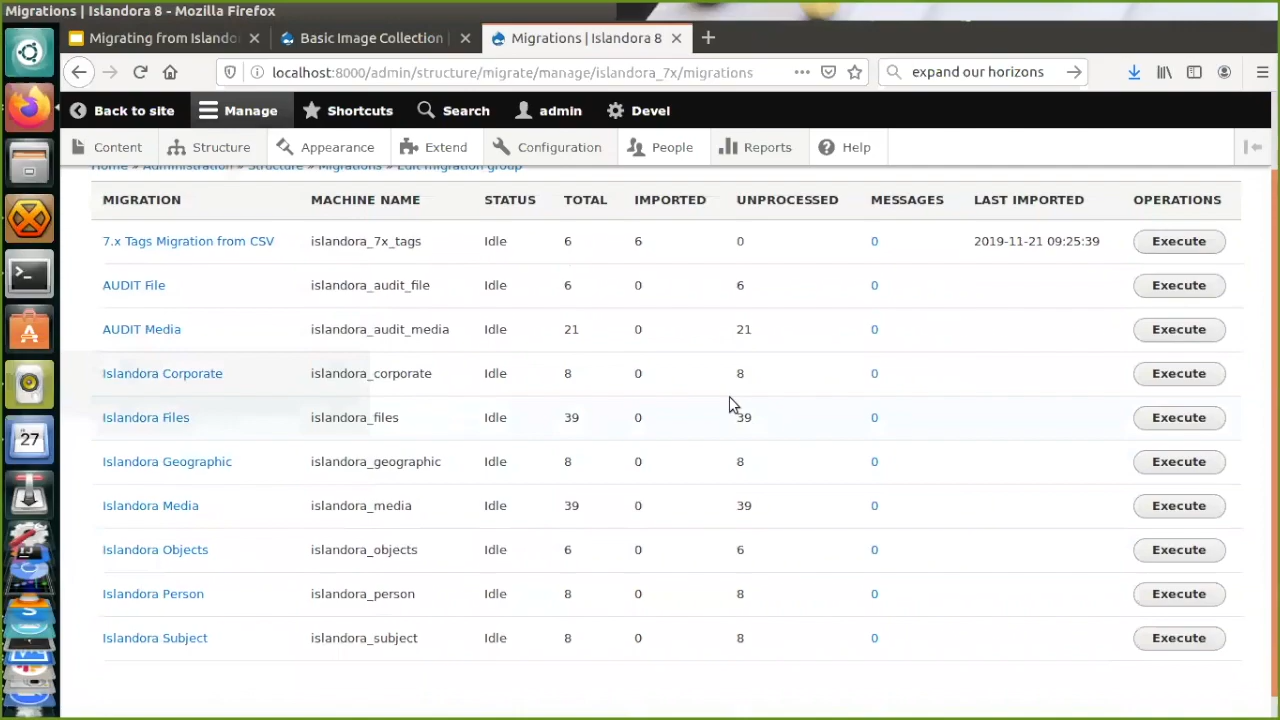 Migrations | Islandora 8 - Mozilla Firefox
Migrating from Islando
Basic Image Collection
Migrations | Islandora 8
localhost:8000/admin/structure/migrate/manage/islandora_7x/migrations
expand our horizons
Back to site Manage Shortcuts Search admin Devel
Content Structure Appearance Extend Configuration People Reports Help
Home » Administration » Structure » Migrations » Edit migration group
MIGRATION MACHINE NAME STATUS TOTAL IMPORTED UNPROCESSED MESSAGES LAST IMPORTED OPERATIONS
7.x Tags Migration from CSV islandora_7x_tags Idle 6 6 0 0 2019-11-21 09:25:39 Execute
AUDIT File islandora_audit_file Idle 6 0 6 0 Execute
AUDIT Media islandora_audit_media Idle 21 0 21 0 Execute
Islandora Corporate islandora_corporate Idle 8 0 8 0 Execute
Islandora Files islandora_files Idle 39 0 39 0 Execute
Islandora Geographic islandora_geographic Idle 8 0 8 0 Execute
Islandora Media islandora_media Idle 39 0 39 0 Execute
Islandora Objects islandora_objects Idle 6 0 6 0 Execute
Islandora Person islandora_person Idle 8 0 8 0 Execute
Islandora Subject islandora_subject Idle 8 0 8 0 Execute
27